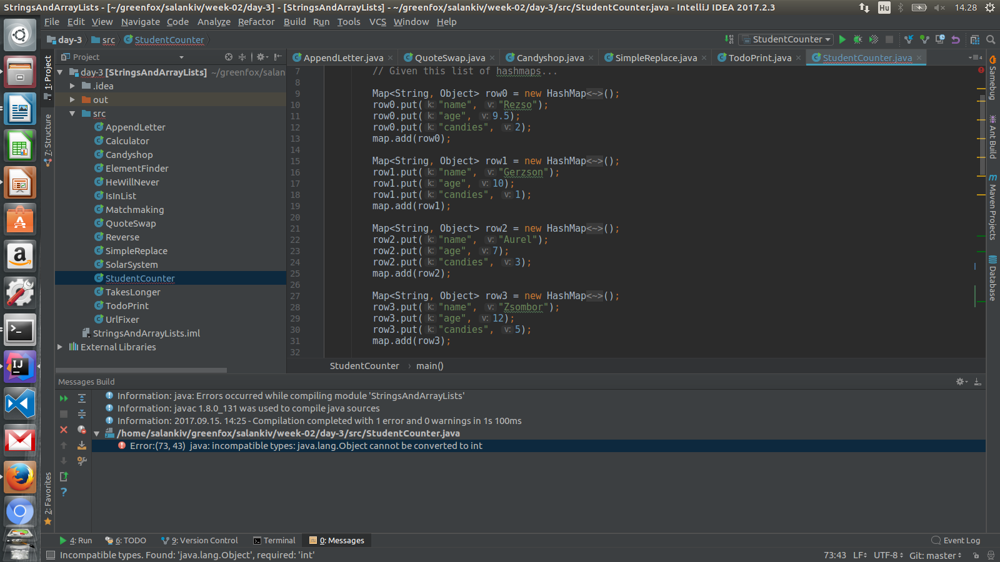 StringsAndArrayLists - [~/greenfox/salankiv/week-02/day-3] - [StringsAndArrayLists] - ~/greenfox/salankiv/week-02/day-3/src/StudentCounter.java - IntelliJ IDEA 2017.2.3
Hu
14.28
File Edit View Navigate Code Analyze Refactor Build Run Tools VCS Window Help
day-3 src StudentCounter
StudentCounter
Project
AppendLetter.java QuoteSwap.java Candyshop.java SimpleReplace.java TodoPrint.java StudentCounter.java
4
1: Project
7: Structure
2: Favorites
day-3 [StringsAndArrayLists] ~/greenfox/salan
.idea
out
src
AppendLetter
Calculator
Candyshop
ElementFinder
HeWillNever
IsInList
Matchmaking
QuoteSwap
Reverse
SimpleReplace
SolarSystem
StudentCounter
TakesLonger
TodoPrint
UrlFixer
StringsAndArrayLists.iml
External Libraries
7 // Given this list of hashmaps...
8
9 Map<String, Object> row0 = new HashMap<~>();
10 row0.put( k: "name", v: "Rezso");
11 row0.put( k: "age", v: 9.5);
12 row0.put( k: "candies", v: 2);
13 map.add(row0);
14
15 Map<String, Object> row1 = new HashMap<~>();
16 row1.put( k: "name", v: "Gerzson");
17 row1.put( k: "age", v: 10);
18 row1.put( k: "candies", v: 1);
19 map.add(row1);
20
21 Map<String, Object> row2 = new HashMap<~>();
22 row2.put( k: "name", v: "Aurel");
23 row2.put( k: "age", v: 7);
24 row2.put( k: "candies", v: 3);
25 map.add(row2);
26
27 Map<String, Object> row3 = new HashMap<~>();
28 row3.put( k: "name", v: "Zsombor");
29 row3.put( k: "age", v: 12);
30 row3.put( k: "candies", v: 5);
31 map.add(row3);
32
StudentCounter main()
Samebug
Ant Build
m Maven Projects
Database
Messages Build
Information: java: Errors occurred while compiling module 'StringsAndArrayLists'
Information: javac 1.8.0_131 was used to compile java sources
Information: 2017.09.15. 14:25 - Compilation completed with 1 error and 0 warnings in 1s 100ms
/home/salankiv/greenfox/salankiv/week-02/day-3/src/StudentCounter.java
Error:(73, 43) java: incompatible types: java.lang.Object cannot be converted to int
4: Run 6: TODO 9: Version Control Terminal 0: Messages Event Log
Incompatible types. Found: 'java.lang.Object', required: 'int' 73:43 LF UTF-8 Git: master